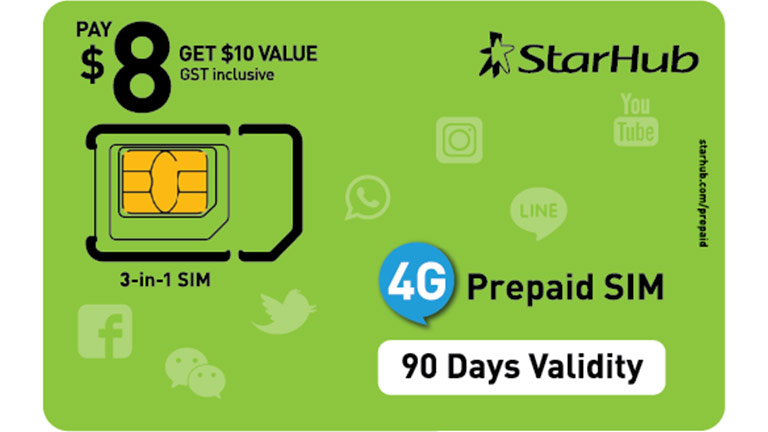 PAY
$8
GET $10 VALUE
GST inclusive
StarHub
You
Tube
starhub.com/prepaid
LINE
3-in-1 SIM
4G Prepaid SIM
90 Days Validity